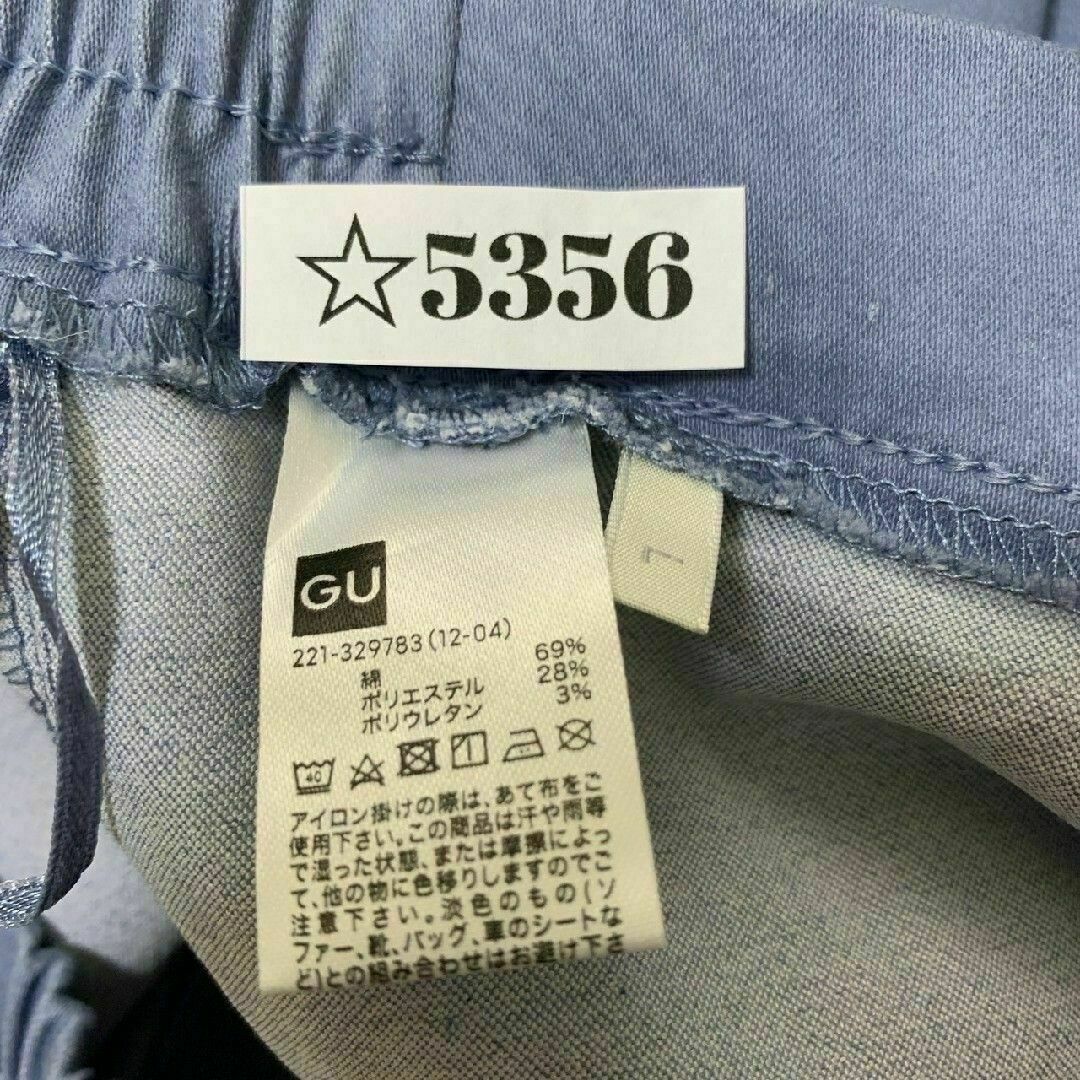 ☆5356
GU
L
221-329783(12-04)
綿 69%
ポリエステル 28%
ポリウレタン 3%
40
アイロン掛けの際は、あて布をご
使用下さい。この商品は汗や雨等
で湿った状態、または摩擦によっ
て、他の物に色移りしますのでご
注意下さい。淡色のもの(ソ
ファー、靴、バッグ、車のシートな
ど)との組み合わせはお避け下さ